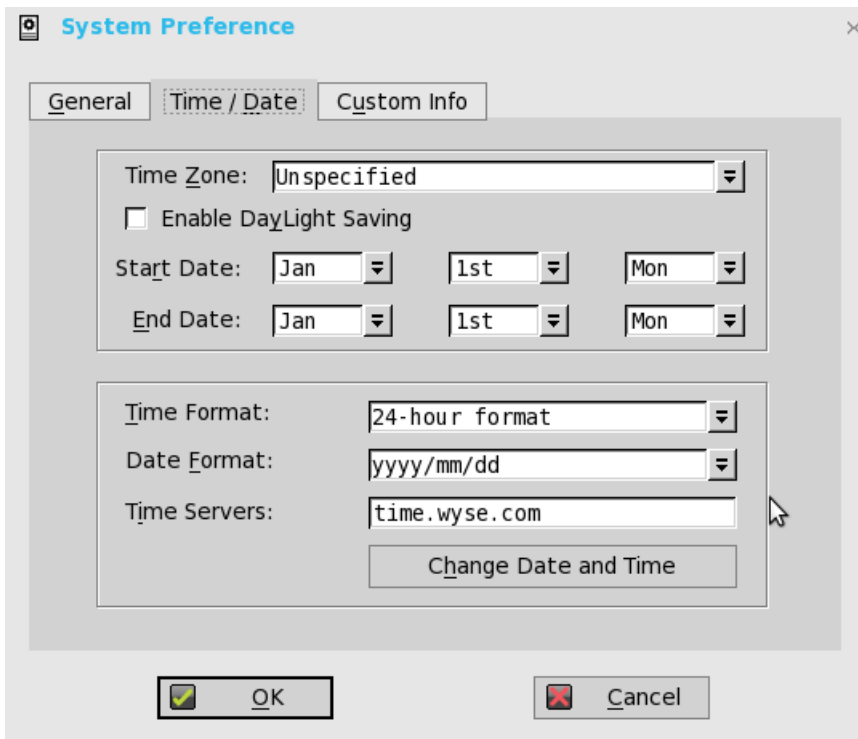 System Preference
General Time / Date Custom Info
Time Zone: Unspecified
Enable DayLight Saving
Start Date: Jan 1st Mon
End Date: Jan 1st Mon
Time Format: 24-hour format
Date Format: yyyy/mm/dd
Time Servers: time.wyse.com
Change Date and Time
OK Cancel